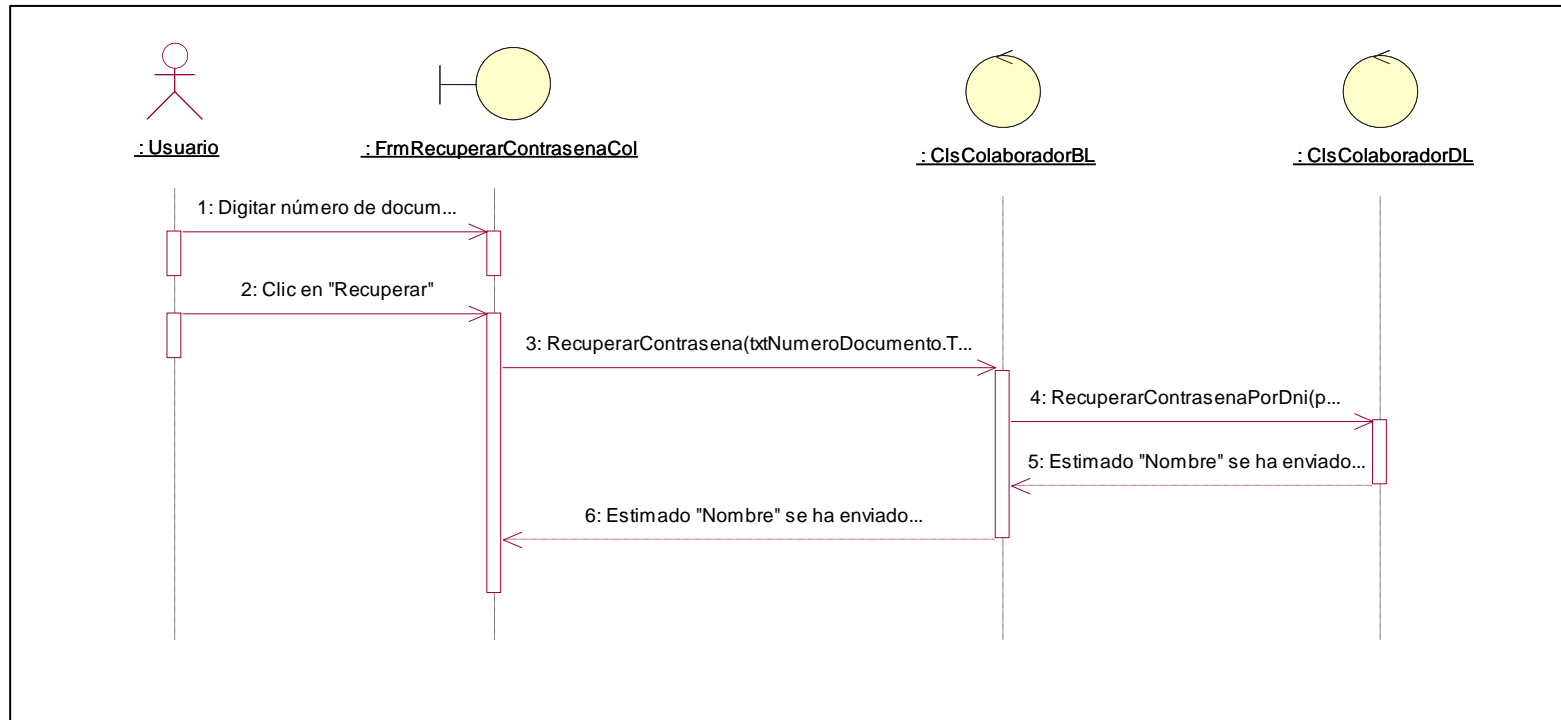 : Usuario
: FrmRecuperarContrasenaCol
: ClsColaboradorBL
: ClsColaboradorDL
1: Digitar número de docum...
2: Clic en "Recuperar"
3: RecuperarContrasena(txtNumeroDocumento.T...
4: RecuperarContrasenaPorDni(p...
5: Estimado "Nombre" se ha enviado...
6: Estimado "Nombre" se ha enviado...